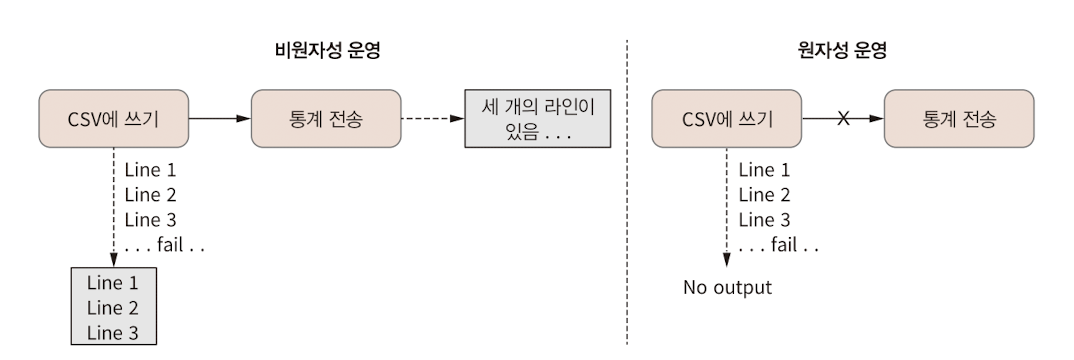 비원자성 운영
CSV에 쓰기
통계 전송
세 개의 라인이
있음 . . .
Line 1
Line 2
Line 3
. . . fail . .
Line 1
Line 2
Line 3
원자성 운영
CSV에 쓰기
X
통계 전송
Line 1
Line 2
Line 3
. . . fail . .
No output